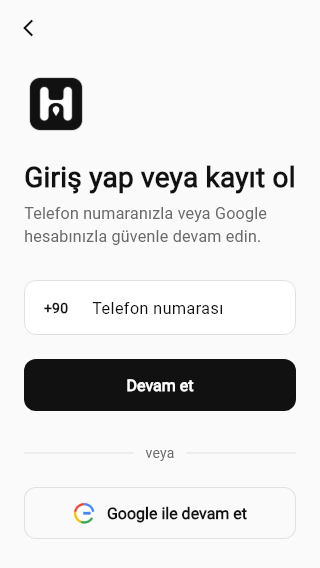 Giriş yap veya kayıt ol
Telefon numaranızla veya Google
hesabınızla güvenle devam edin.
+90 Telefon numarası
Devam et
veya
Google ile devam et